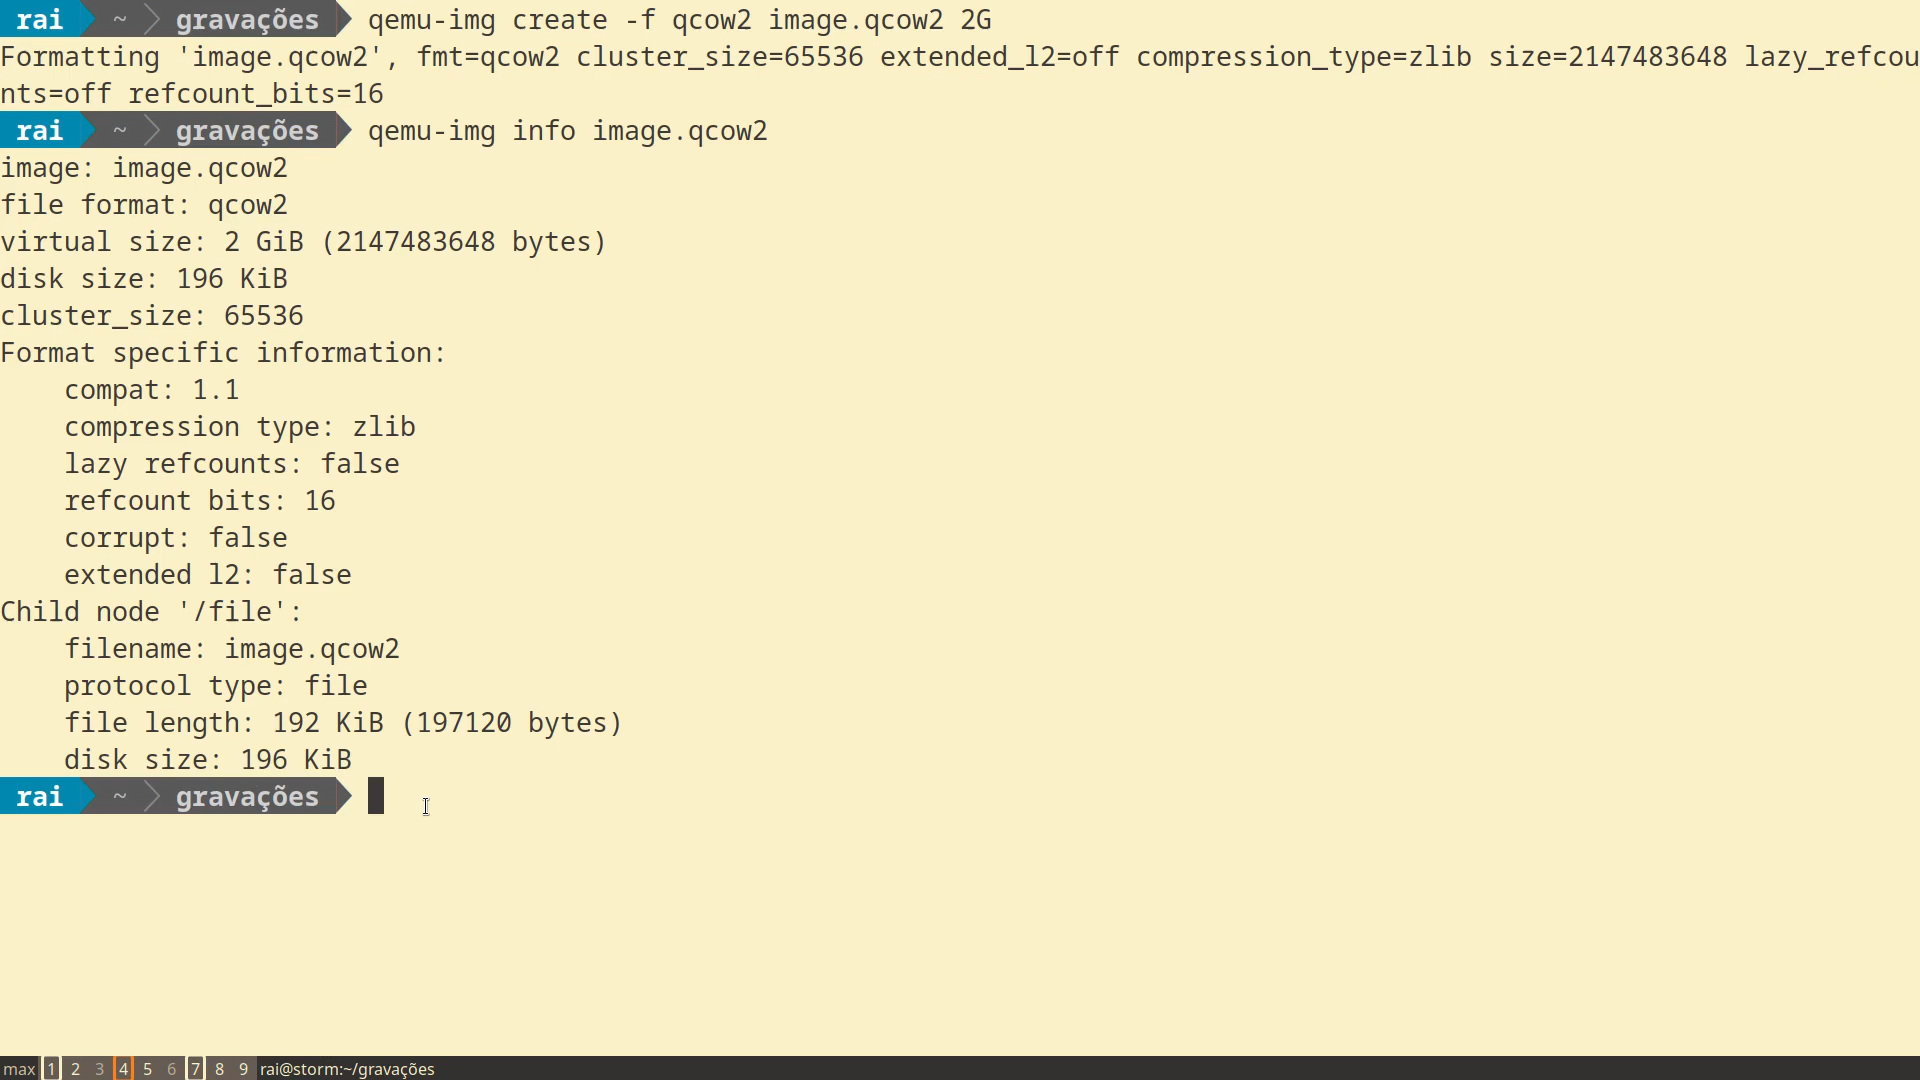 rai ~ gravações qemu-img create -f qcow2 image.qcow2 2G
Formatting 'image.qcow2', fmt=qcow2 cluster_size=65536 extended_l2=off compression_type=zlib size=2147483648 lazy_refcou
nts=off refcount_bits=16
rai ~ gravações qemu-img info image.qcow2
image: image.qcow2
file format: qcow2
virtual size: 2 GiB (2147483648 bytes)
disk size: 196 KiB
cluster_size: 65536
Format specific information:
    compat: 1.1
    compression type: zlib
    lazy refcounts: false
    refcount bits: 16
    corrupt: false
    extended l2: false
Child node '/file':
    filename: image.qcow2
    protocol type: file
    file length: 192 KiB (197120 bytes)
    disk size: 196 KiB
rai ~ gravações
max 1 2 3 4 5 6 7 8 9 rai@storm:~/gravações